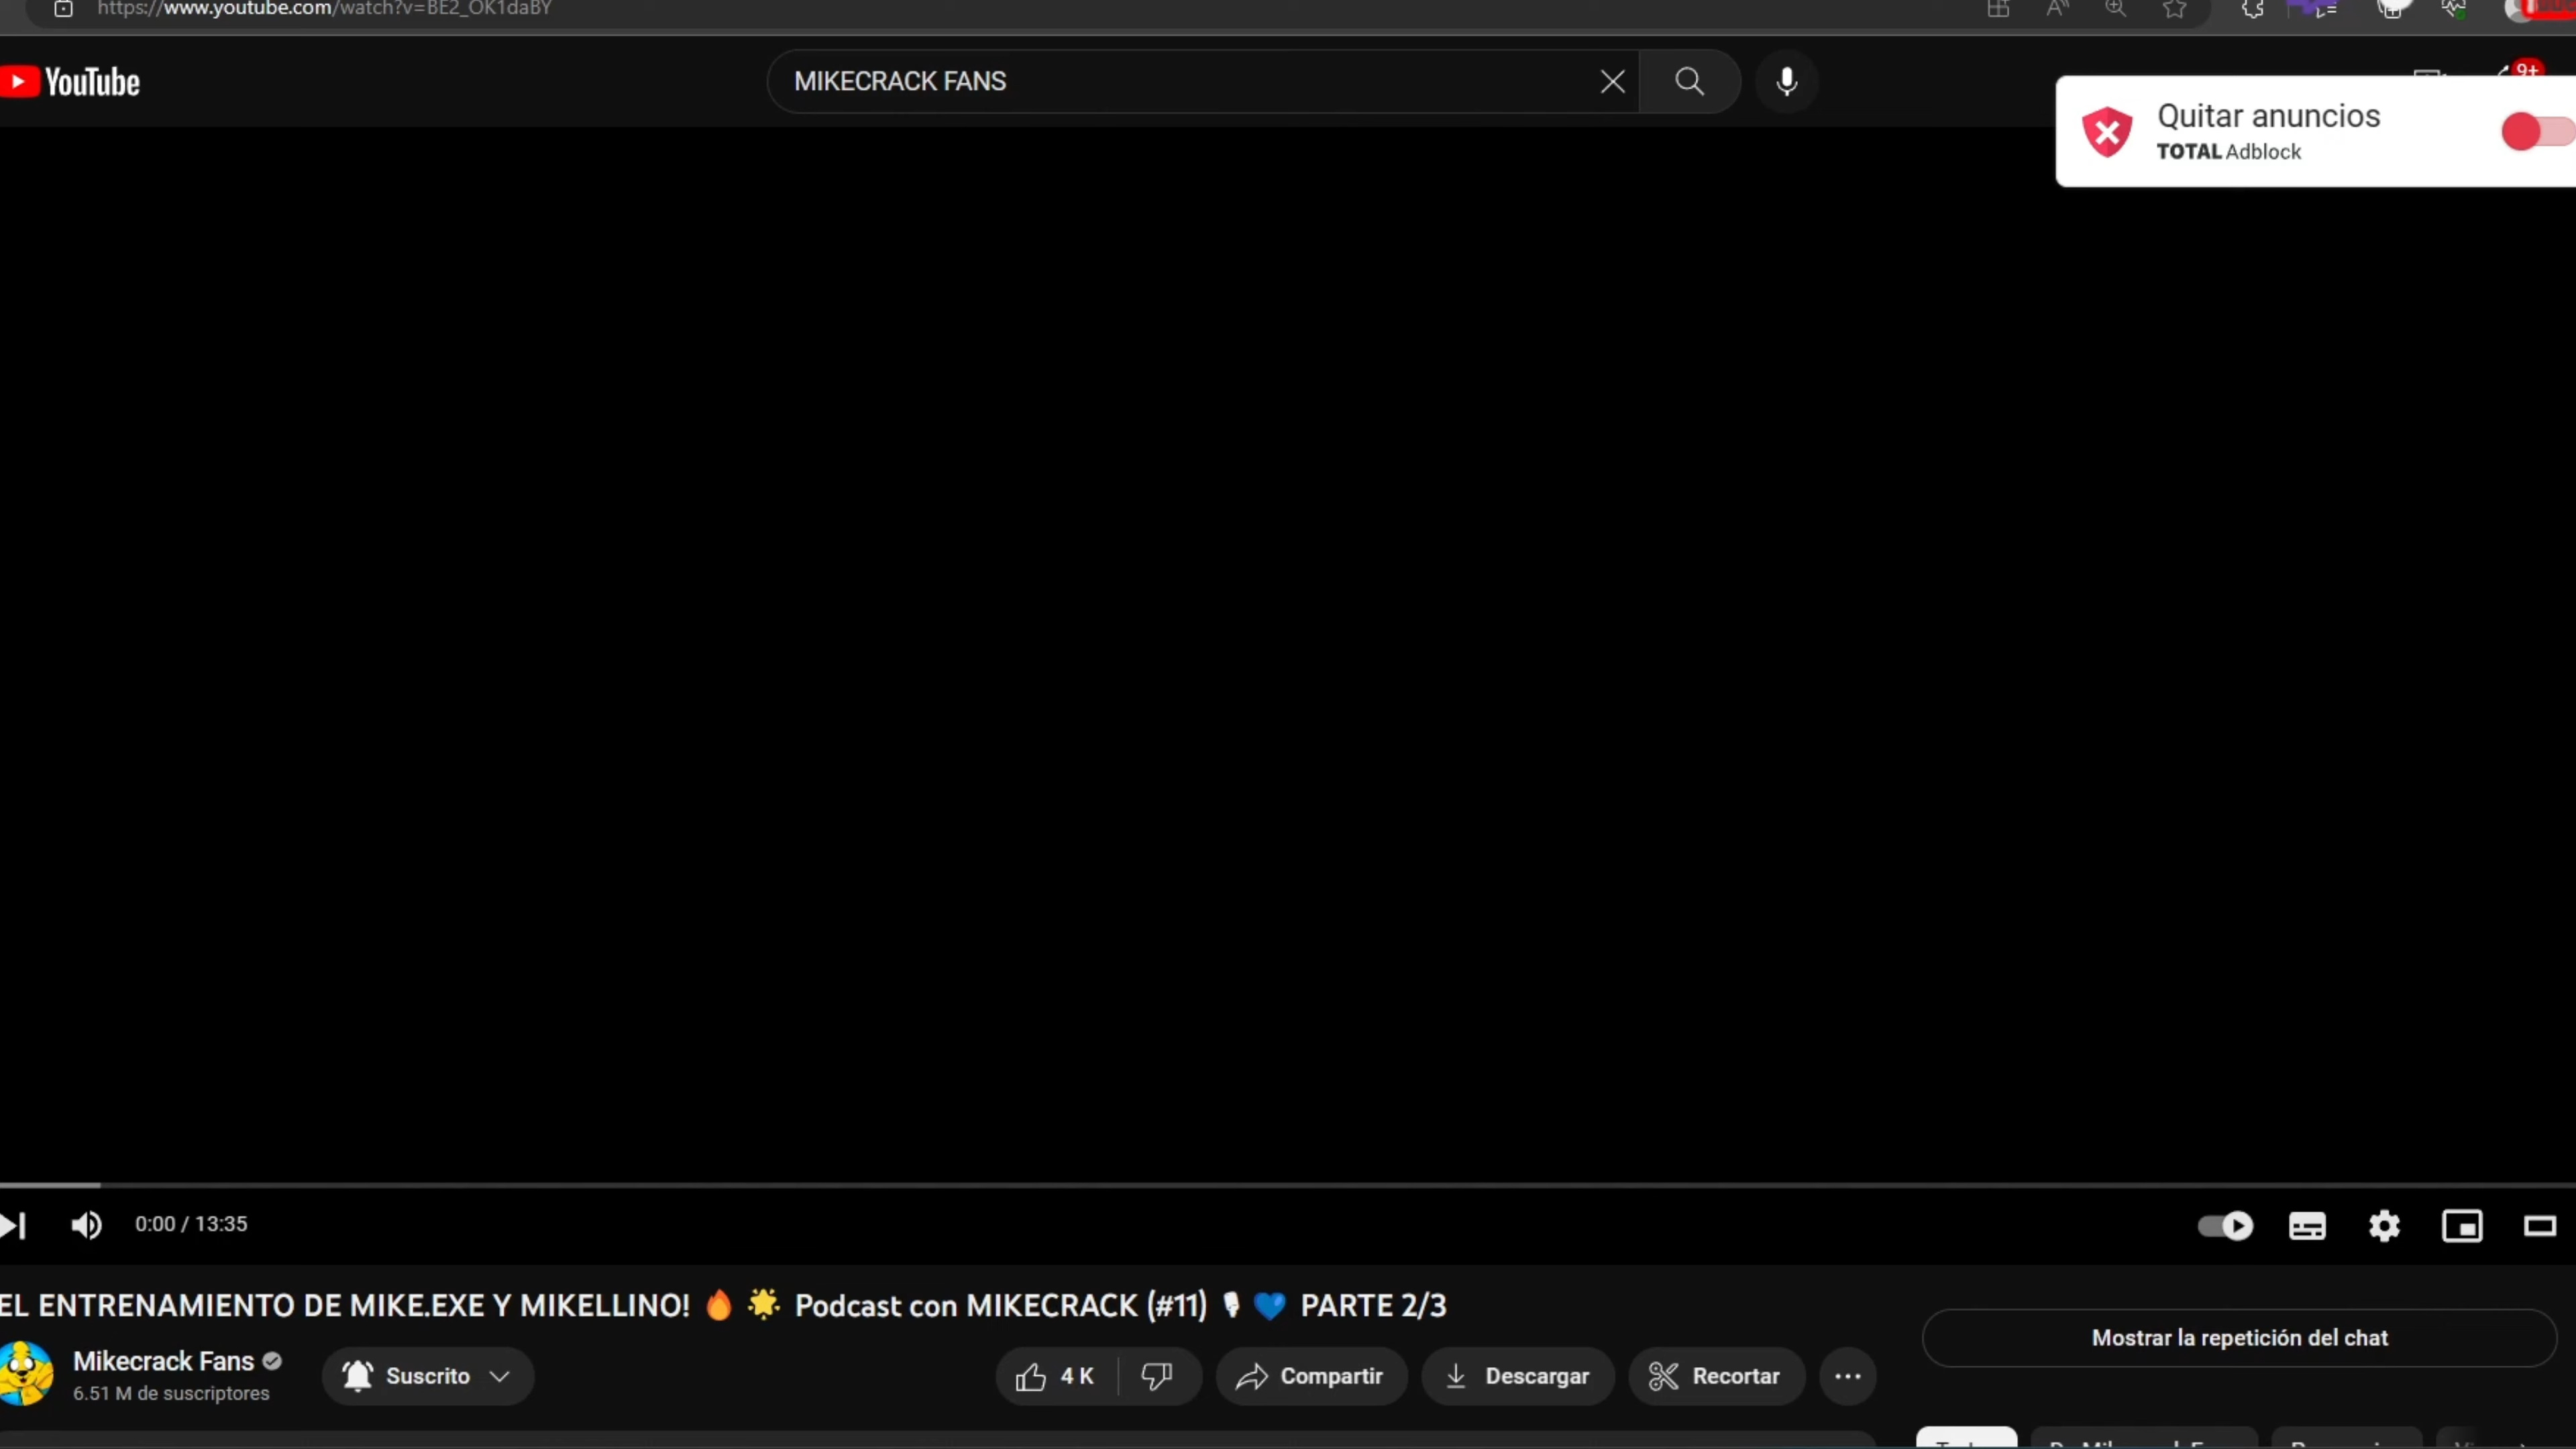 https://www.youtube.com/watch?v=BE2_OK1daBY
YouTube
MIKECRACK FANS
9+
Quitar anuncios
TOTAL Adblock
0:00 / 13:35
EL ENTRENAMIENTO DE MIKE.EXE Y MIKELLINO! 🔥 🌟 Podcast con MIKECRACK (#11) 🎙 💙 PARTE 2/3
Mostrar la repetición del chat
Mikecrack Fans
6.51 M de suscriptores
Suscrito
4 K
Compartir
Descargar
Recortar